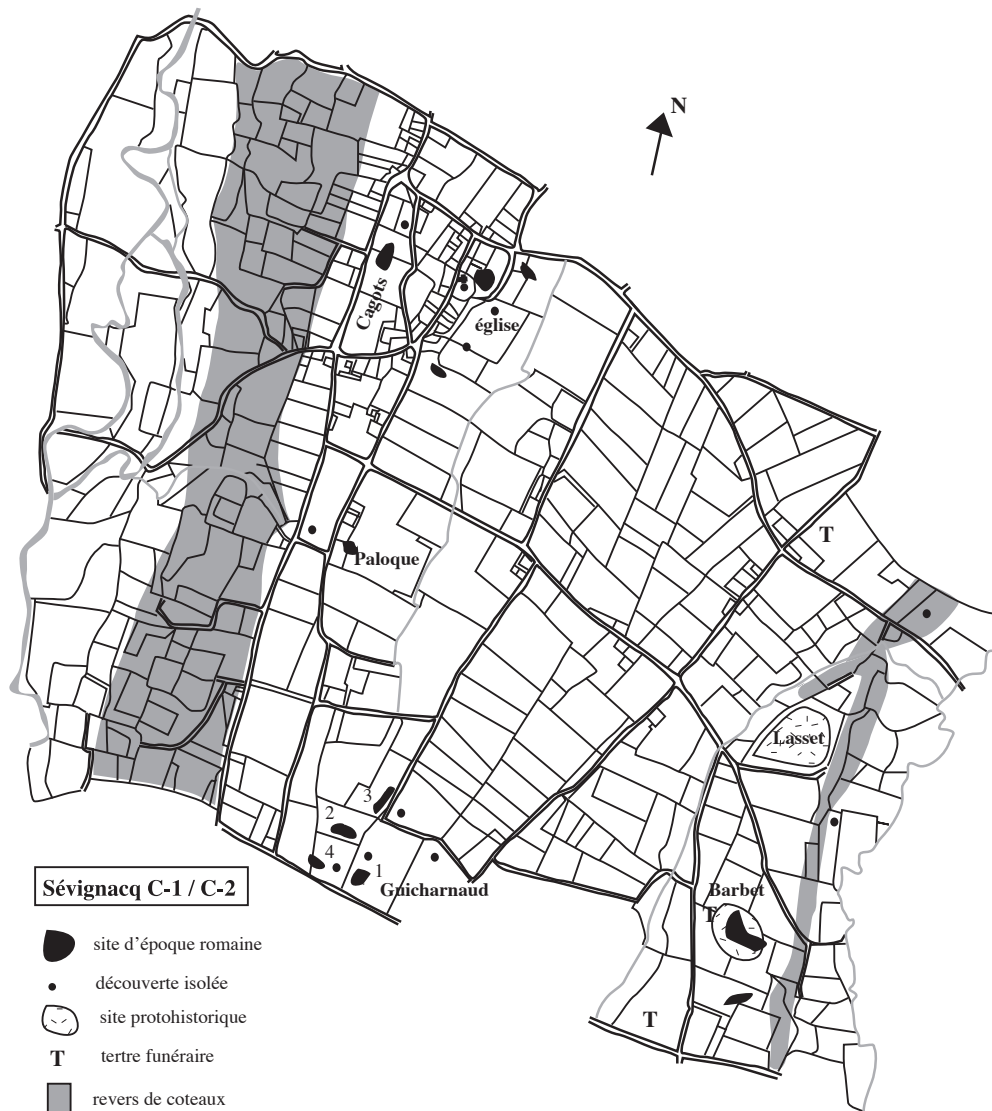 N
Cagots
église
T
Paloque
Lasset
3
2
4
1
Guicharnaud
Barbet
T
T
Sévignacq C-1 / C-2
site d'époque romaine
découverte isolée
site protohistorique
T tertre funéraire
revers de coteaux